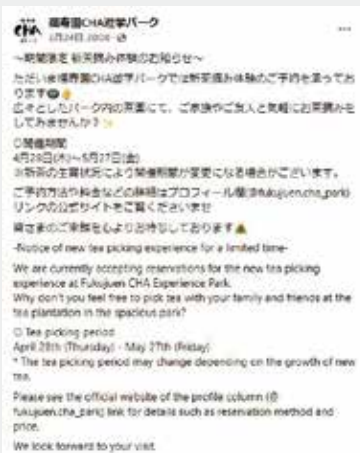 福寿園CHA遊学パーク
～期間限定 新茶摘み体験のお知らせ～
ただいま福寿園CHA遊学パークでは新茶摘み体験のご予約を承っており
ります
広々としたパーク内の茶園にて、ご家族やご友人と気軽にお茶摘みを
してみませんか?
◎開催期間
4月28日(木)～5月27日(金)
※新茶の生育状況により開催期間が変更になる場合がございます。
ご予約方法や料金などの詳細はプロフィール欄(@fukujuen.cha_park)
リンクの公式サイトをご覧くださいませ
皆さまのご来館を心よりお待ちしております
-Notice of new tea picking experience for a limited time-
We are currently accepting reservations for the new tea picking
experience at Fukujuen CHA Experience Park.
Why don't you feel free to pick tea with your family and friends at the
tea plantation in the spacious park?
◎ Tea picking period
April 28th (Thursday) - May 27th (Friday)
* The tea picking period may change depending on the growth of new
tea.
Please see the official website of the profile column (@
fukujuen.cha_park) link for details such as reservation method and
price.
We look forward to your visit